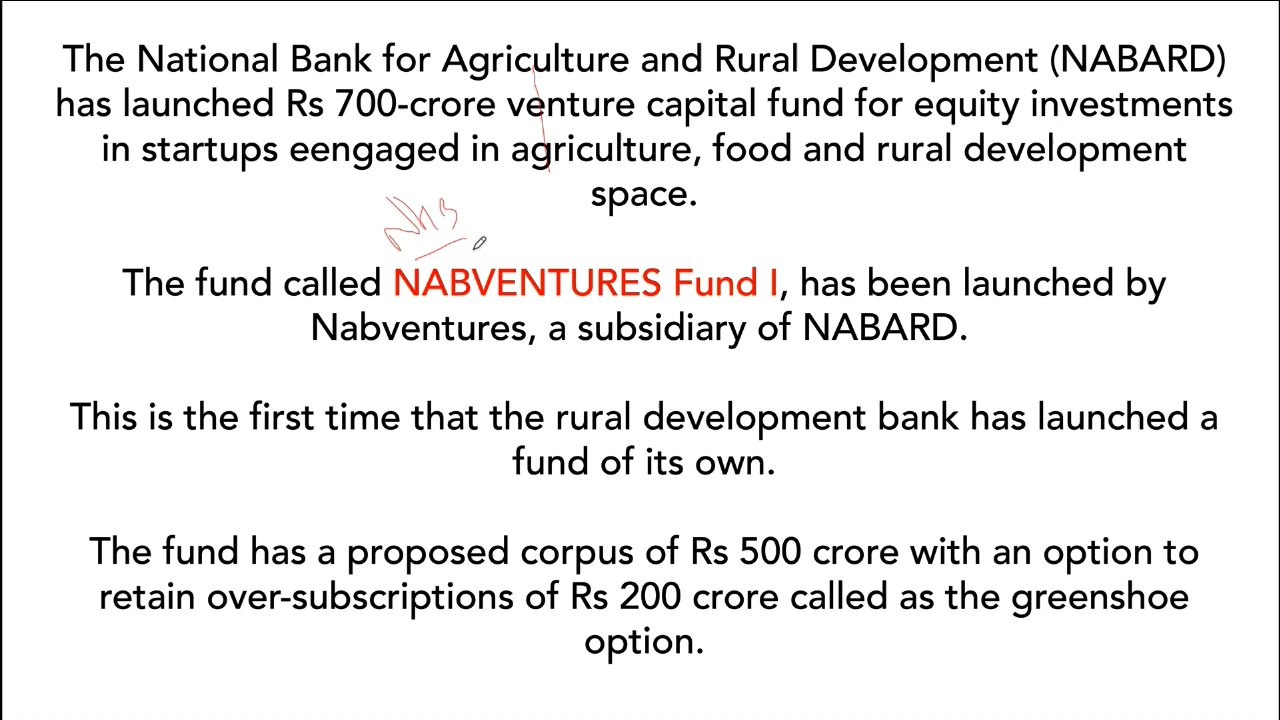 The National Bank for Agriculture and Rural Development (NABARD)
has launched Rs 700-crore venture capital fund for equity investments
in startups eengaged in agriculture, food and rural development
space.
The fund called NABVENTURES Fund I, has been launched by
Nabventures, a subsidiary of NABARD.
This is the first time that the rural development bank has launched a
fund of its own.
The fund has a proposed corpus of Rs 500 crore with an option to
retain over-subscriptions of Rs 200 crore called as the greenshoe
option.